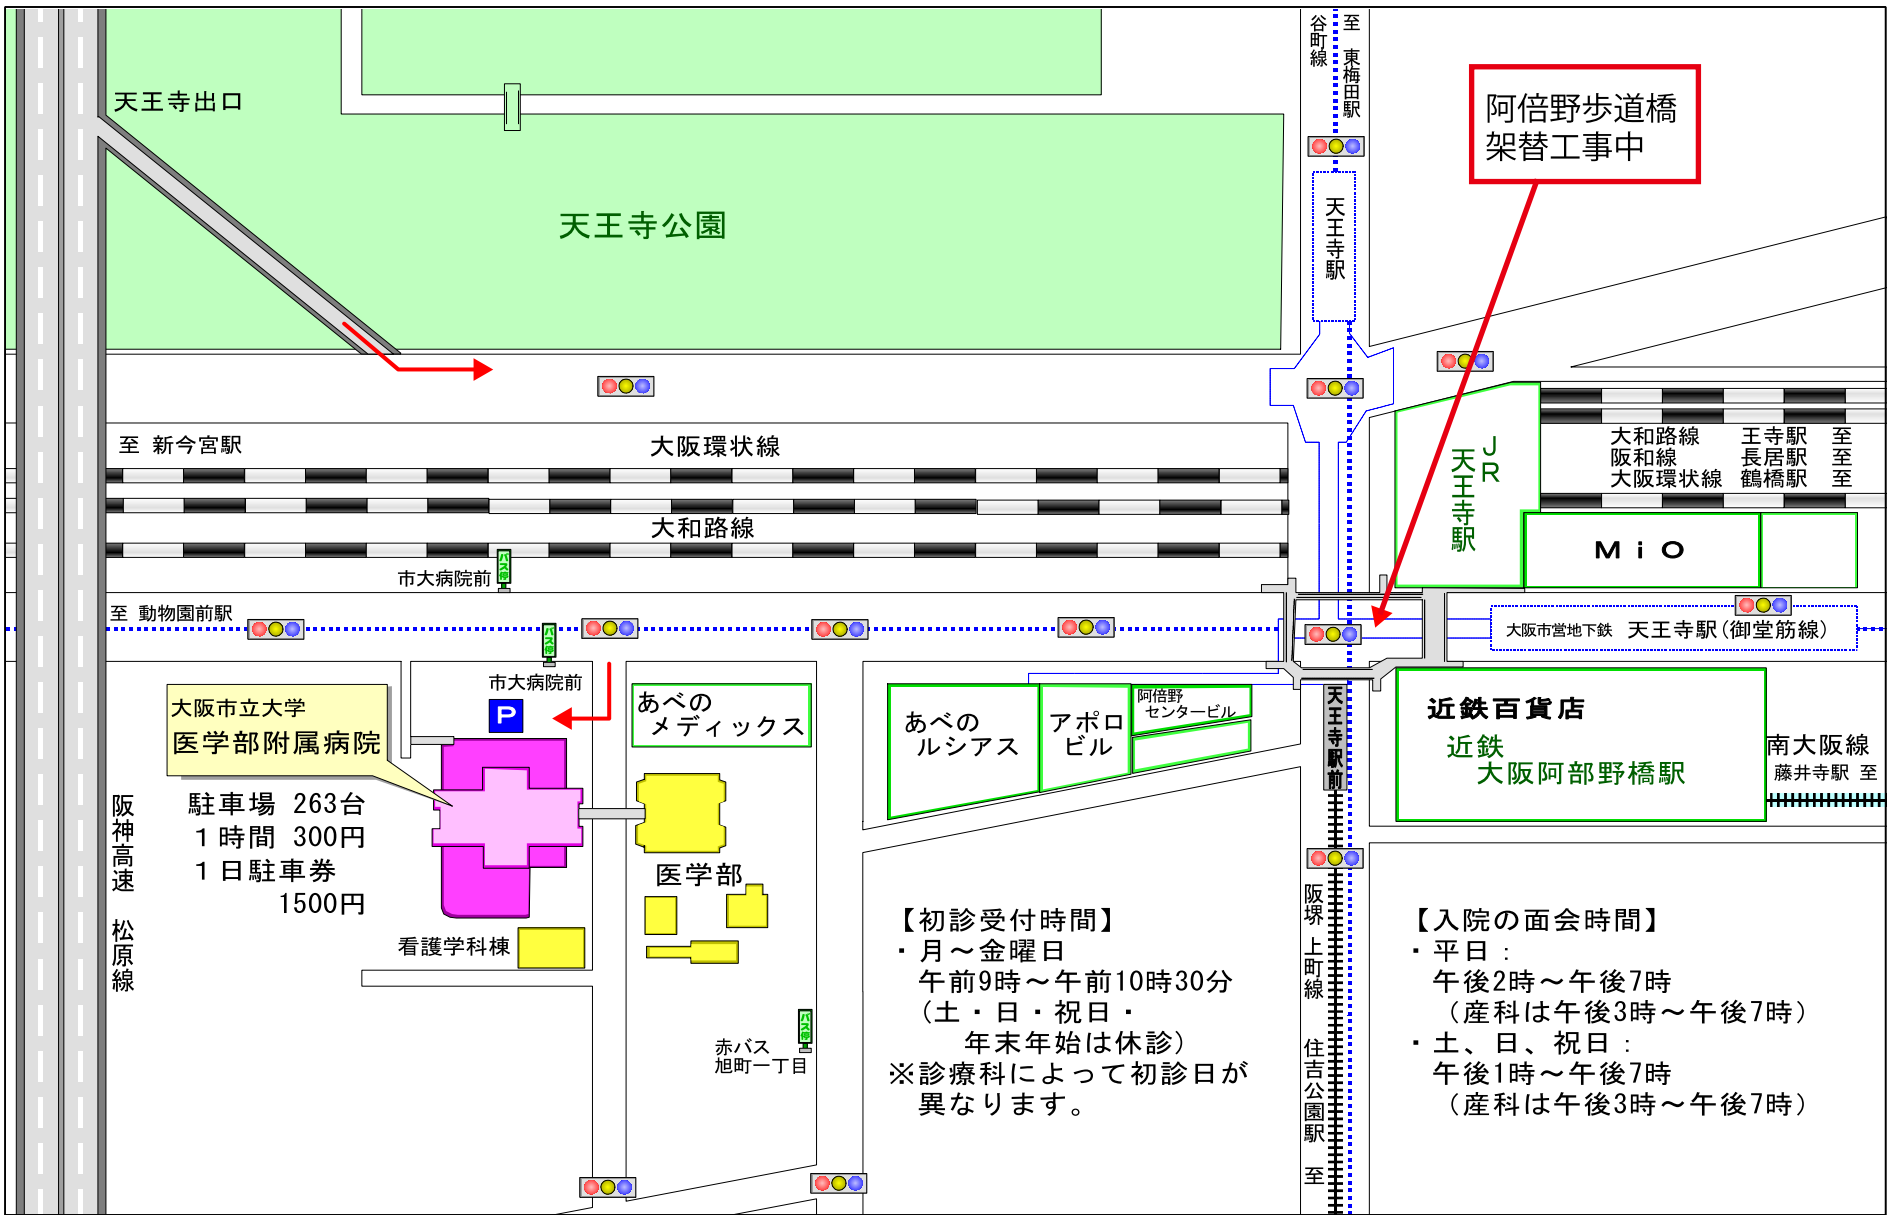 谷町線
至 東梅田駅
天王寺出口
阿倍野歩道橋
架替工事中
天王寺公園
天王寺駅
至 新今宮駅
大阪環状線
大和路線
JR
天王寺駅
大和路線 王寺駅 至
阪和線 長居駅 至
大阪環状線 鶴橋駅 至
MiO
バス停
市大病院前
至 動物園前駅
バス停
市大病院前
大阪市営地下鉄 天王寺駅(御堂筋線)
大阪市立大学
医学部附属病院
P
あべの
メディックス
あべの
ルシアス
アポロ
ビル
阿倍野
センタービル
天王寺駅前
近鉄百貨店
近鉄
大阪阿部野橋駅
南大阪線
藤井寺駅 至
阪神高速 松原線
駐車場 263台
1時間 300円
1日駐車券
1500円
医学部
看護学科棟
バス停
赤バス
旭町一丁目
【初診受付時間】
・月〜金曜日
午前9時〜午前10時30分
(土・日・祝日・
年末年始は休診)
※診療科によって初診日が
異なります。
阪堺 上町線 住吉公園駅 至
【入院の面会時間】
・平日:
午後2時〜午後7時
(産科は午後3時〜午後7時)
・土、日、祝日:
午後1時〜午後7時
(産科は午後3時〜午後7時)